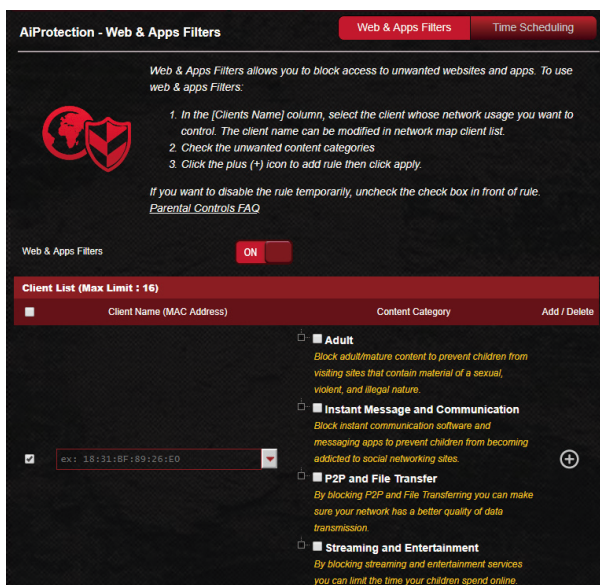 AiProtection - Web & Apps Filters
Web & Apps Filters
Time Scheduling
Web & Apps Filters allows you to block access to unwanted websites and apps. To use
web & apps Filters:
1. In the [Clients Name] column, select the client whose network usage you want to
control. The client name can be modified in network map client list.
2. Check the unwanted content categories
3. Click the plus (+) icon to add rule then click apply.
If you want to disable the rule temporarily, uncheck the check box in front of rule.
Parental Controls FAQ
Web & Apps Filters
ON
Client List (Max Limit : 16)
Client Name (MAC Address)
Content Category
Add / Delete
Adult
Block adult/mature content to prevent children from
visiting sites that contain material of a sexual,
violent, and illegal nature.
Instant Message and Communication
Block instant communication software and
messaging apps to prevent children from becoming
addicted to social networking sites.
ex: 18:31:BF:89:26:E0
P2P and File Transfer
By blocking P2P and File Transferring you can make
sure your network has a better quality of data
transmission.
Streaming and Entertainment
By blocking streaming and entertainment services
you can limit the time your children spend online.